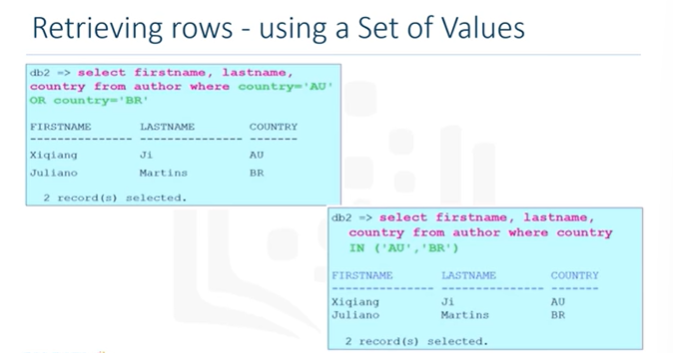 Retrieving rows - using a Set of Values
db2 => select firstname, lastname,
country from author where country='AU'
OR country='BR'
FIRSTNAME LASTNAME COUNTRY
--------------- --------------- -------
Xiqiang Ji AU
Juliano Martins BR
2 record(s) selected.
db2 => select firstname, lastname,
country from author where country
IN ('AU','BR')
FIRSTNAME LASTNAME COUNTRY
--------------- --------------- -------
Xiqiang Ji AU
Juliano Martins BR
2 record(s) selected.